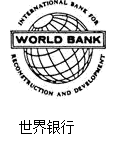 INTERNATIONAL BANK FOR
WORLD BANK
RECONSTRUCTION AND DEVELOPMENT
世界银行